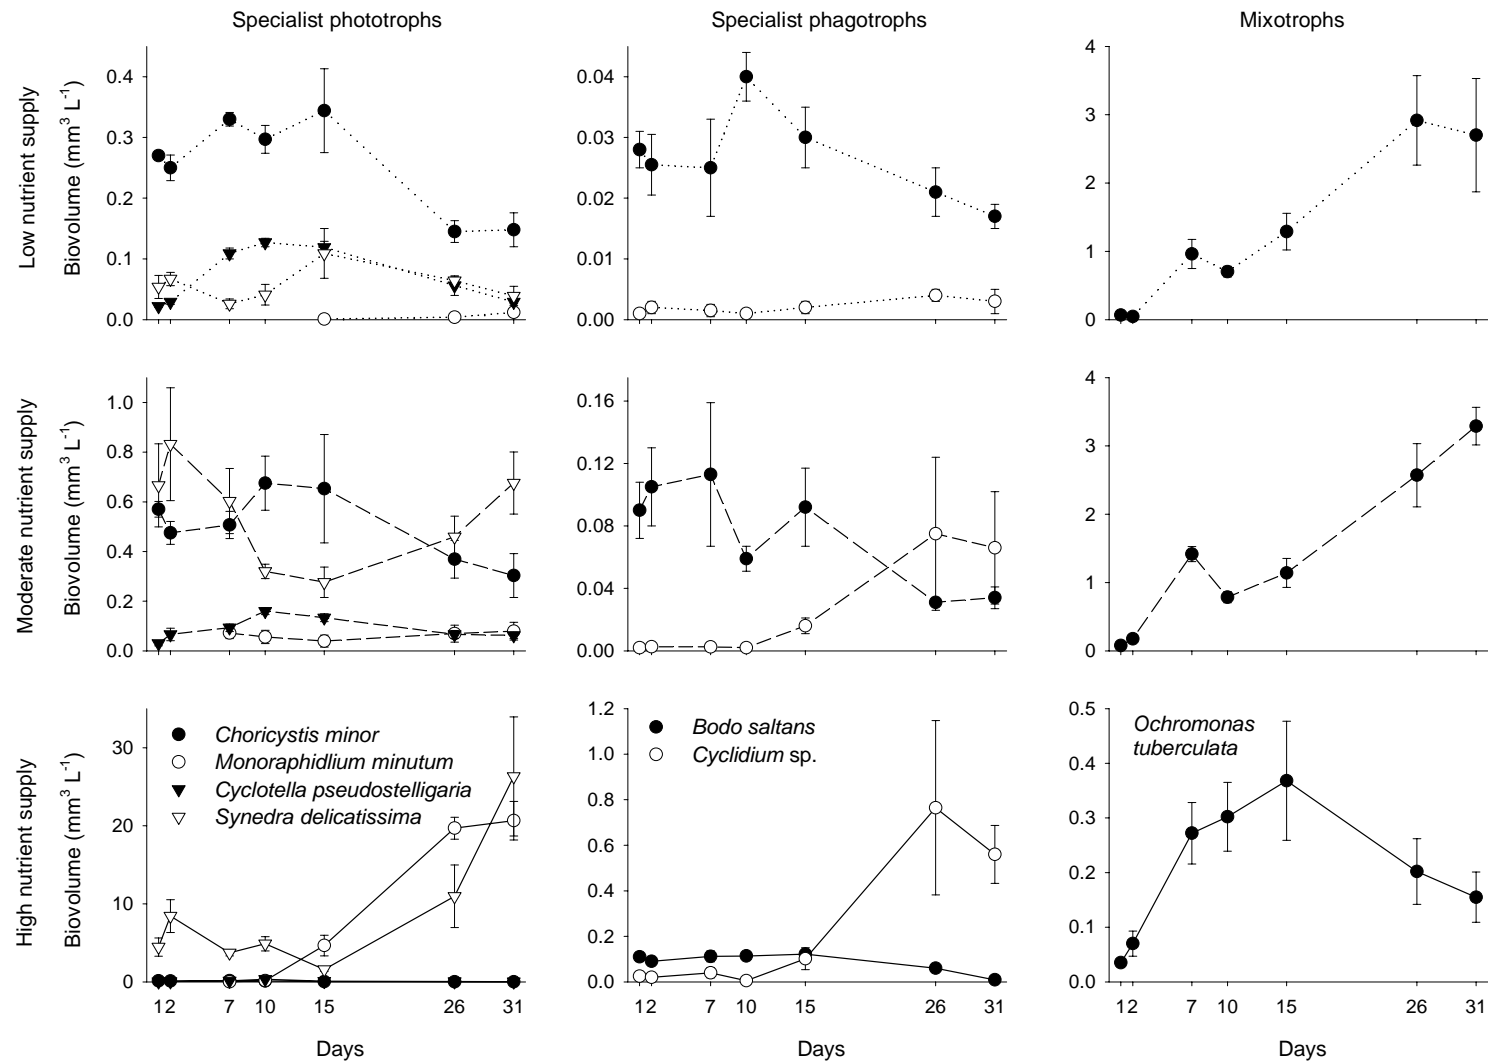 Specialist phototrophs
Specialist phagotrophs
Mixotrophs
Low nutrient supply
Biovolume (mm³ L⁻¹)
0.4
0.3
0.2
0.1
0.0
0.04
0.03
0.02
0.01
0.00
4
3
2
1
0
Moderate nutrient supply
Biovolume (mm³ L⁻¹)
1.0
0.8
0.6
0.4
0.2
0.0
0.16
0.12
0.08
0.04
0.00
4
3
2
1
0
High nutrient supply
Biovolume (mm³ L⁻¹)
30
20
10
0
Choricystis minor
Monoraphidlium minutum
Cyclotella pseudostelligaria
Synedra delicatissima
1.2
1.0
0.8
0.6
0.4
0.2
0.0
Bodo saltans
Cyclidium sp.
0.5
0.4
0.3
0.2
0.1
0.0
Ochromonas
tuberculata
1 2 7 10 15 26 31
1 2 7 10 15 26 31
1 2 7 10 15 26 31
Days
Days
Days